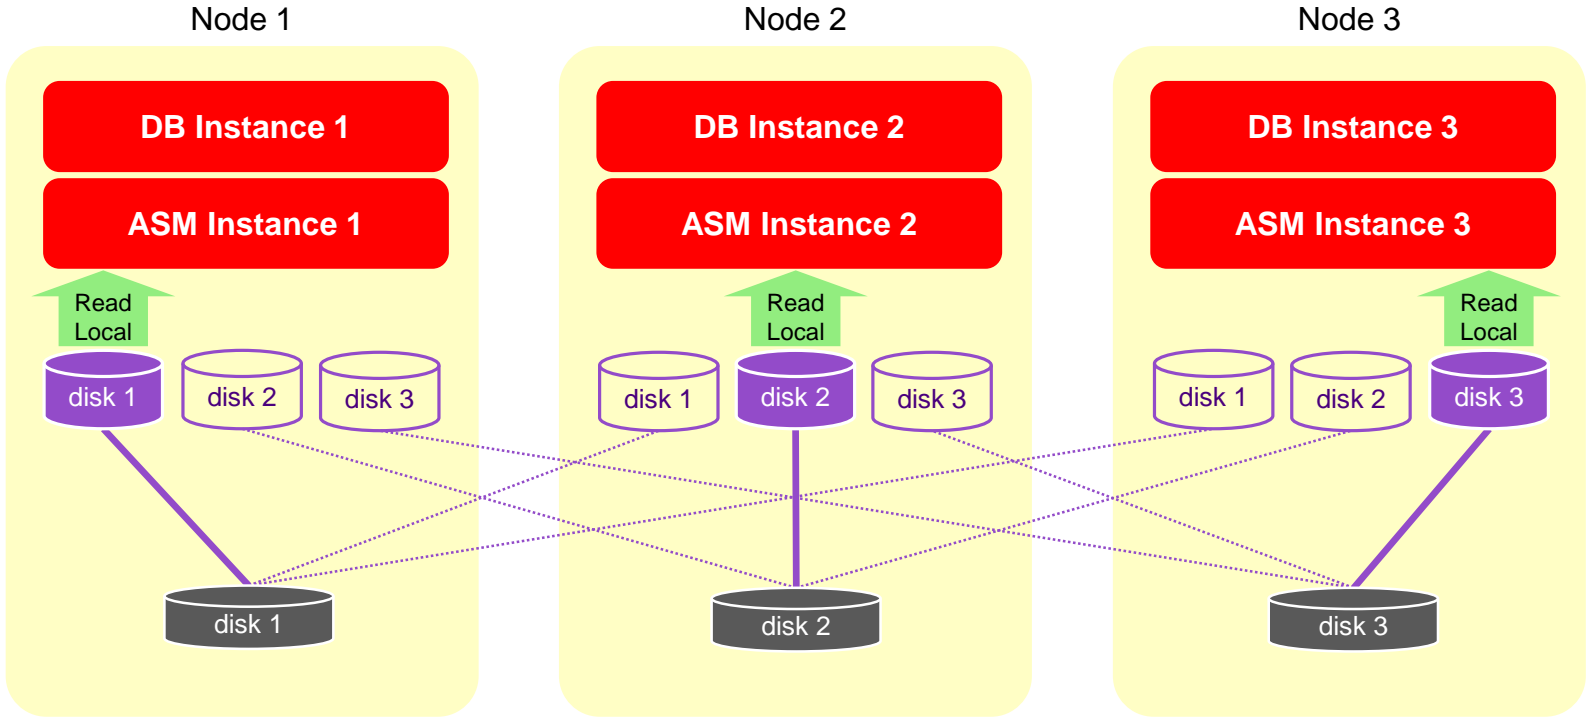 Node 1
Node 2
Node 3
DB Instance 1
DB Instance 2
DB Instance 3
ASM Instance 1
ASM Instance 2
ASM Instance 3
Read
Local
Read
Local
Read
Local
disk 1
disk 2
disk 3
disk 1
disk 2
disk 3
disk 1
disk 2
disk 3
disk 1
disk 2
disk 3